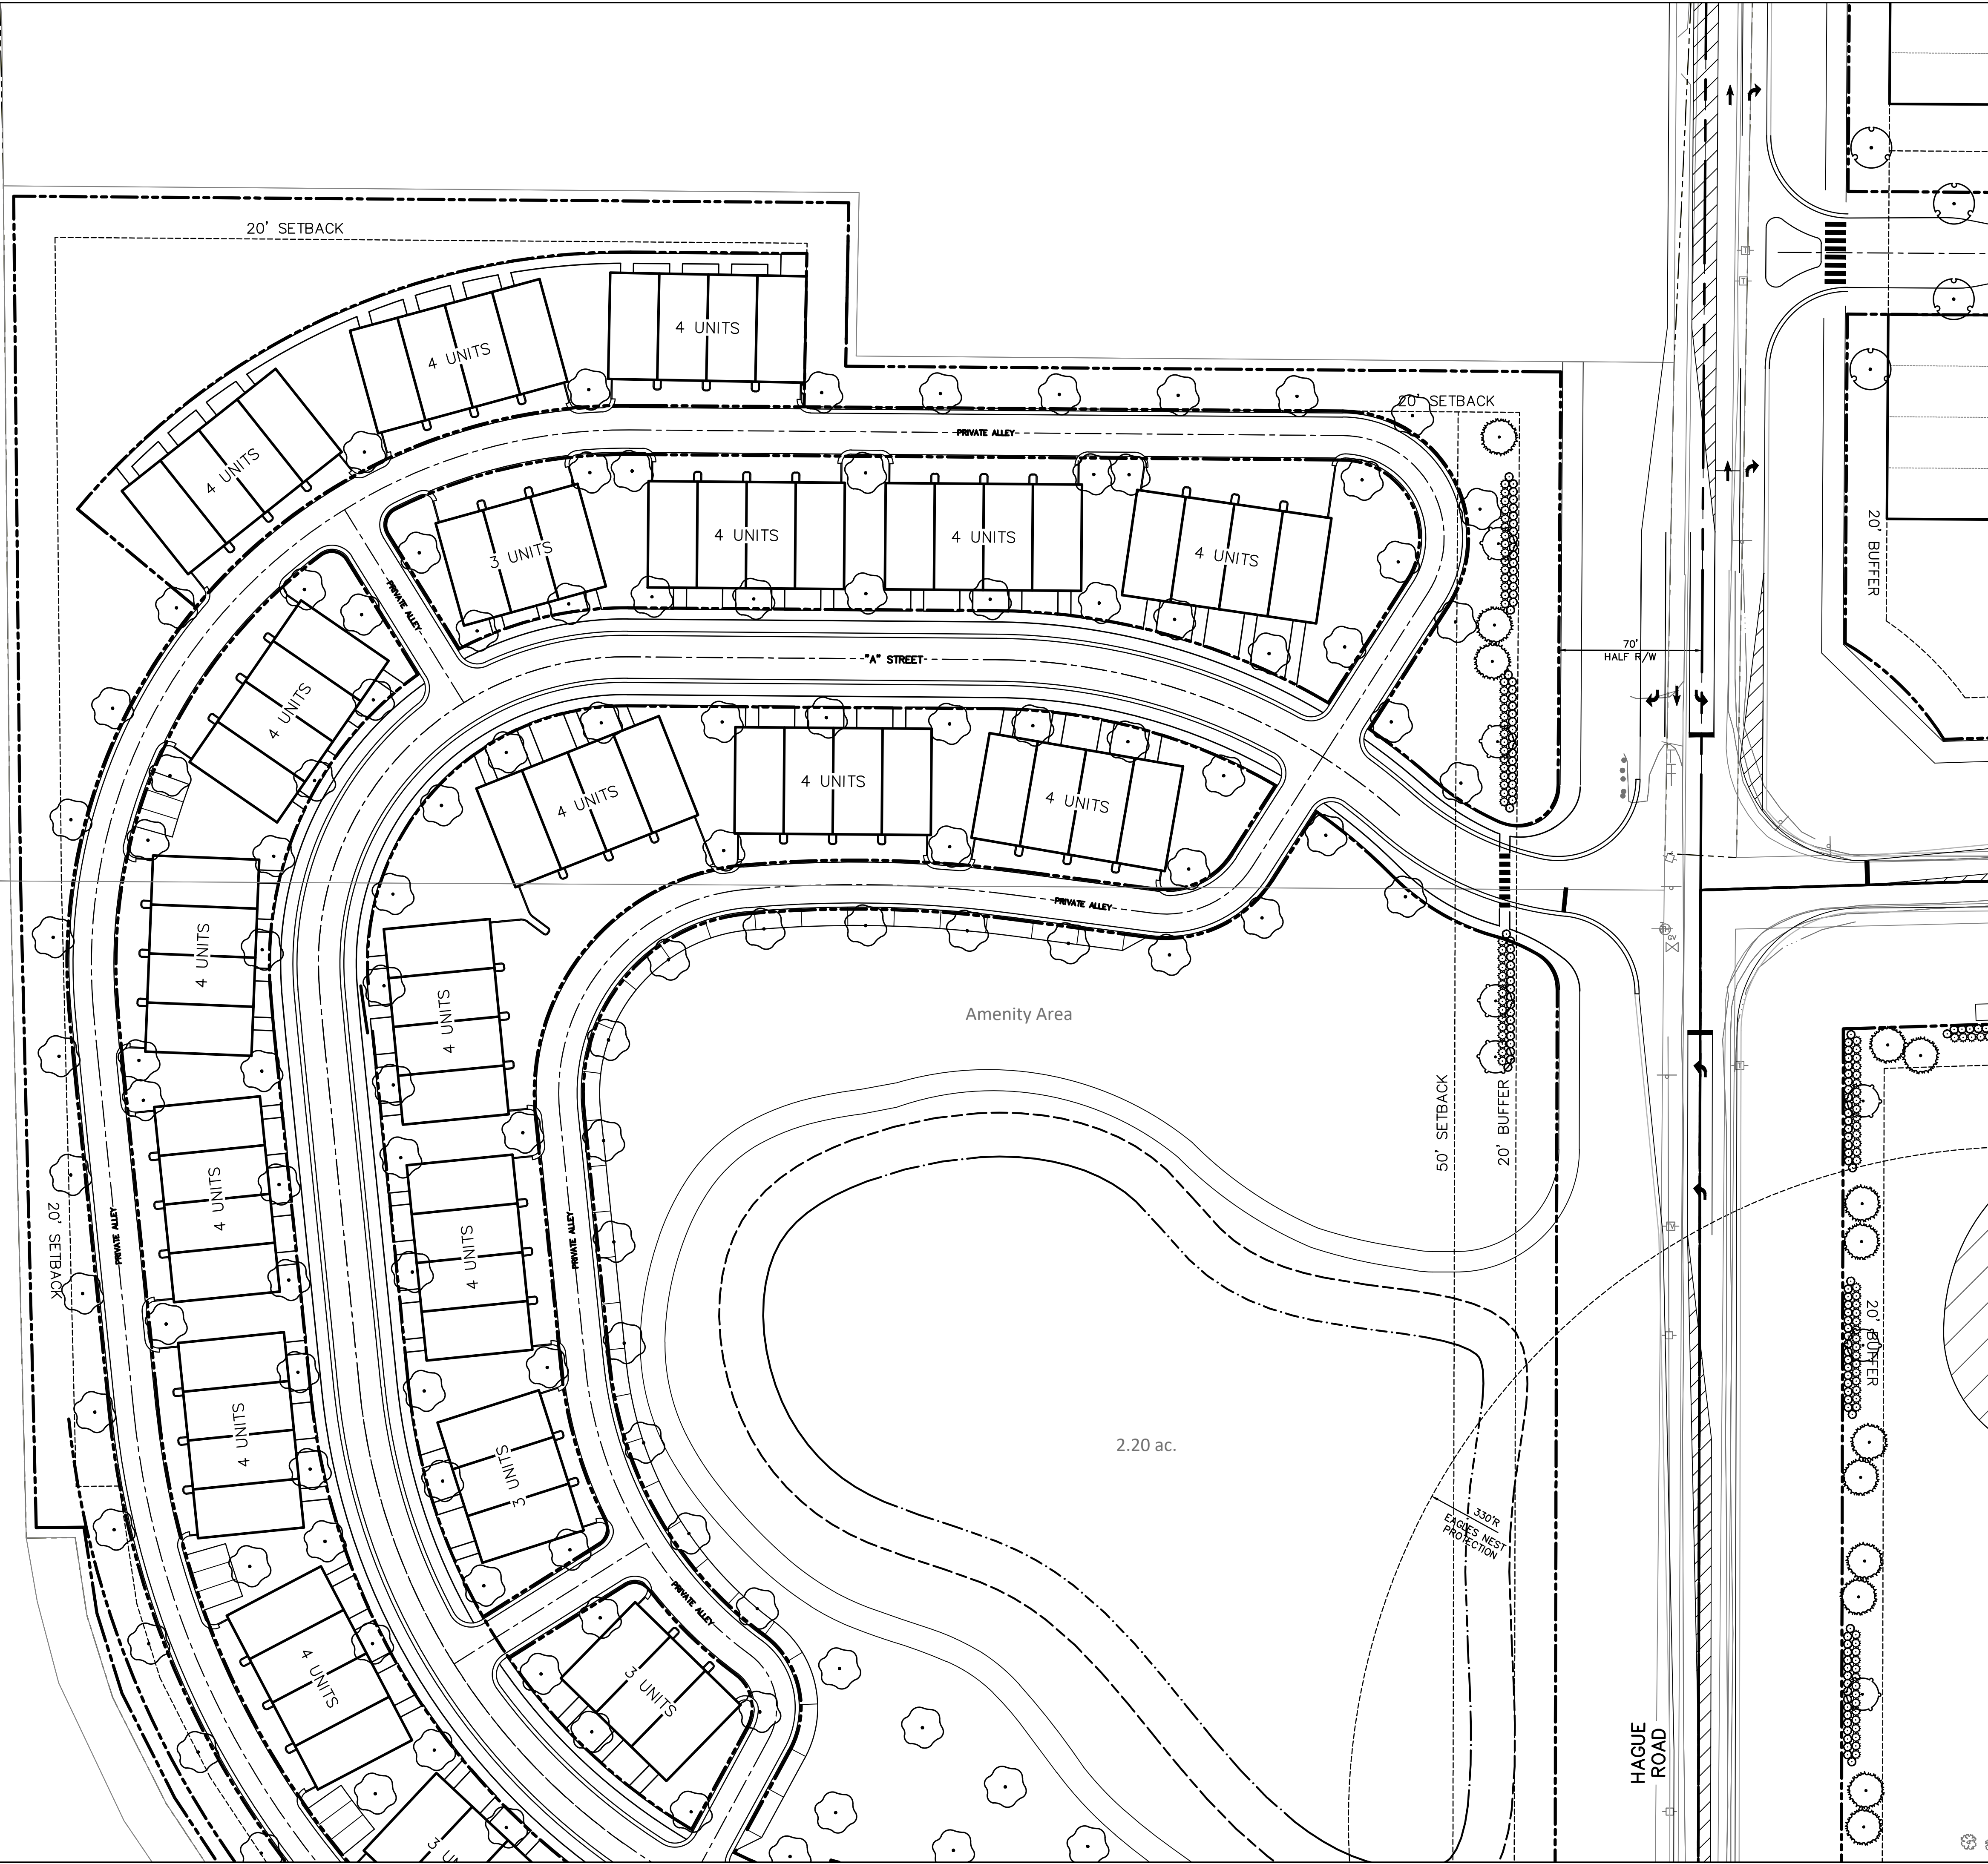 20' SETBACK
4 UNITS
4 UNITS
4 UNITS
20' SETBACK
PRIVATE ALLEY
3 UNITS
4 UNITS
4 UNITS
4 UNITS
20' BUFFER
PRIVATE ALLEY
70'
HALF R/W
"A" STREET
4 UNITS
4 UNITS
4 UNITS
4 UNITS
PRIVATE ALLEY
4 UNITS
4 UNITS
GV
Amenity Area
50' SETBACK
20' BUFFER
4 UNITS
4 UNITS
PRIVATE ALLEY
PRIVATE ALLEY
20' SETBACK
20' BUFFER
4 UNITS
3 UNITS
2.20 ac.
330'R
EAGLES NEST
PROTECTION
PRIVATE ALLEY
4 UNITS
3 UNITS
HAGUE
ROAD
3